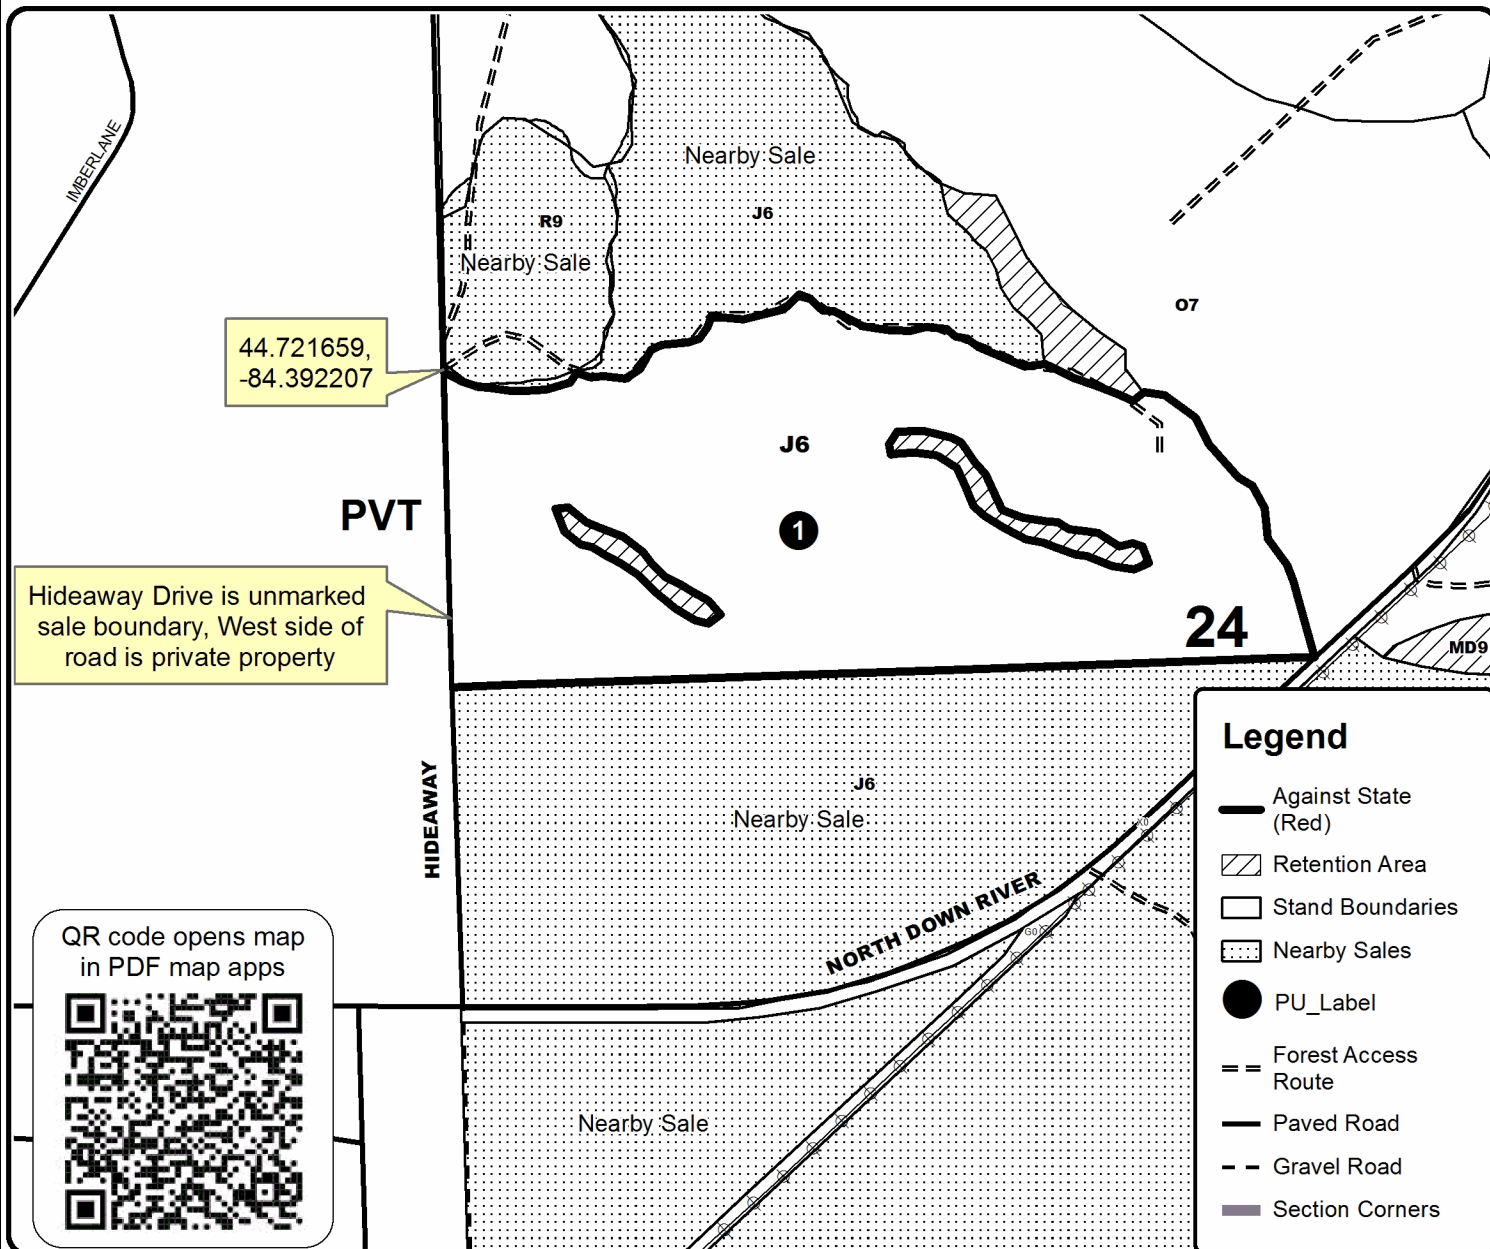 IMBERLANE
Nearby Sale
J6
R9
Nearby Sale
O7
44.721659,
-84.392207
J6
PVT
1
Hideaway Drive is unmarked
sale boundary, West side of
road is private property
24
MD9
HIDEAWAY
J6
Nearby Sale
X0
NORTH DOWN RIVER
G0
Nearby Sale
QR code opens map
in PDF map apps
Legend
Against State
(Red)
Retention Area
Stand Boundaries
Nearby Sales
PU_Label
Forest Access
Route
Paved Road
Gravel Road
Section Corners